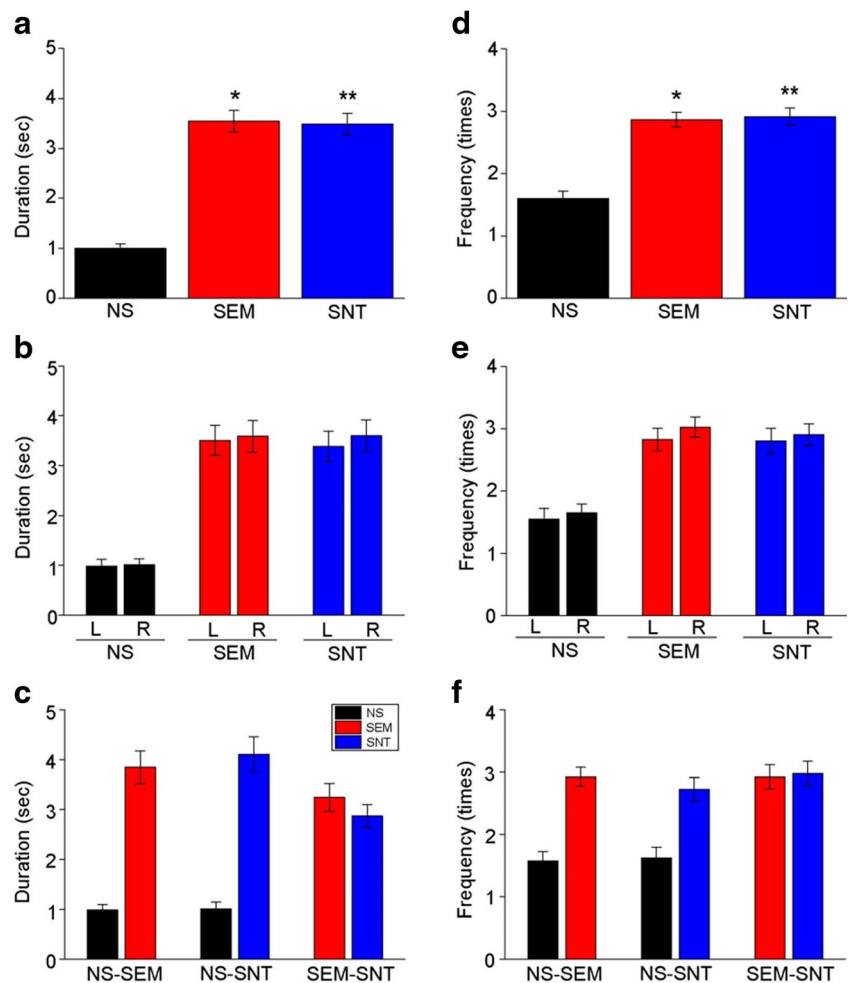 a
Duration (sec)
5
4
3
2
1
0
*
**
NS SEM SNT
d
Frequency (times)
4
3
2
1
0
*
**
NS SEM SNT
b
Duration (sec)
5
4
3
2
1
0
L R L R L R
NS SEM SNT
e
Frequency (times)
4
3
2
1
0
L R L R L R
NS SEM SNT
c
Duration (sec)
5
4
3
2
1
0
NS
SEM
SNT
NS-SEM NS-SNT SEM-SNT
f
Frequency (times)
4
3
2
1
0
NS-SEM NS-SNT SEM-SNT